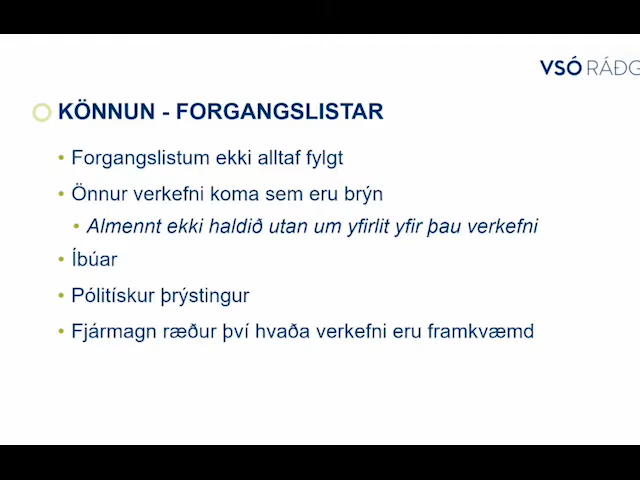 VSÓ RÁÐG
KÖNNUN - FORGANGSLISTAR
• Forgangslistum ekki alltaf fylgt
• Önnur verkefni koma sem eru brýn
• Almennt ekki haldið utan um yfirlit yfir þau verkefni
• Íbúar
• Pólitískur þrýstingur
• Fjármagn ræður því hvaða verkefni eru framkvæmd